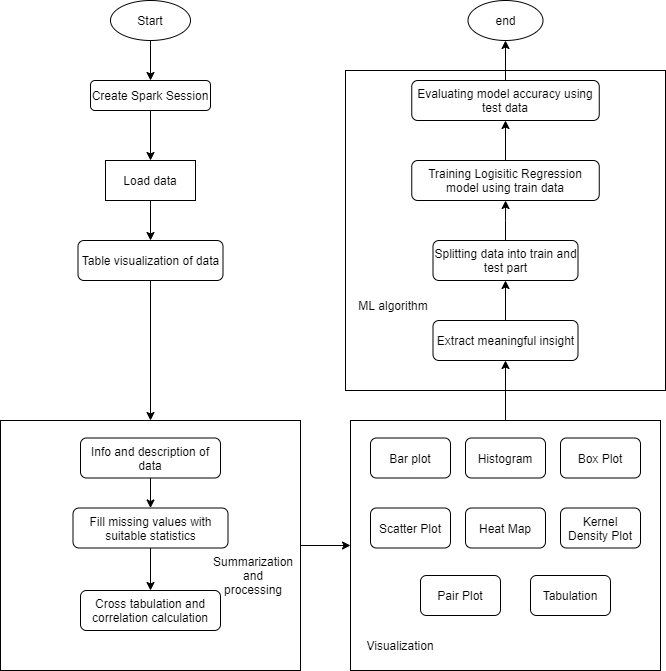 Start
Create Spark Session
Load data
Table visualization of data
Info and description of
data
Fill missing values with
suitable statistics
Summarization
and
processing
Cross tabulation and
correlation calculation
Bar plot
Histogram
Box Plot
Scatter Plot
Heat Map
Kernel
Density Plot
Pair Plot
Tabulation
Visualization
Extract meaningful insight
ML algorithm
Splitting data into train and
test part
Training Logisitic Regression
model using train data
Evaluating model accuracy using
test data
end